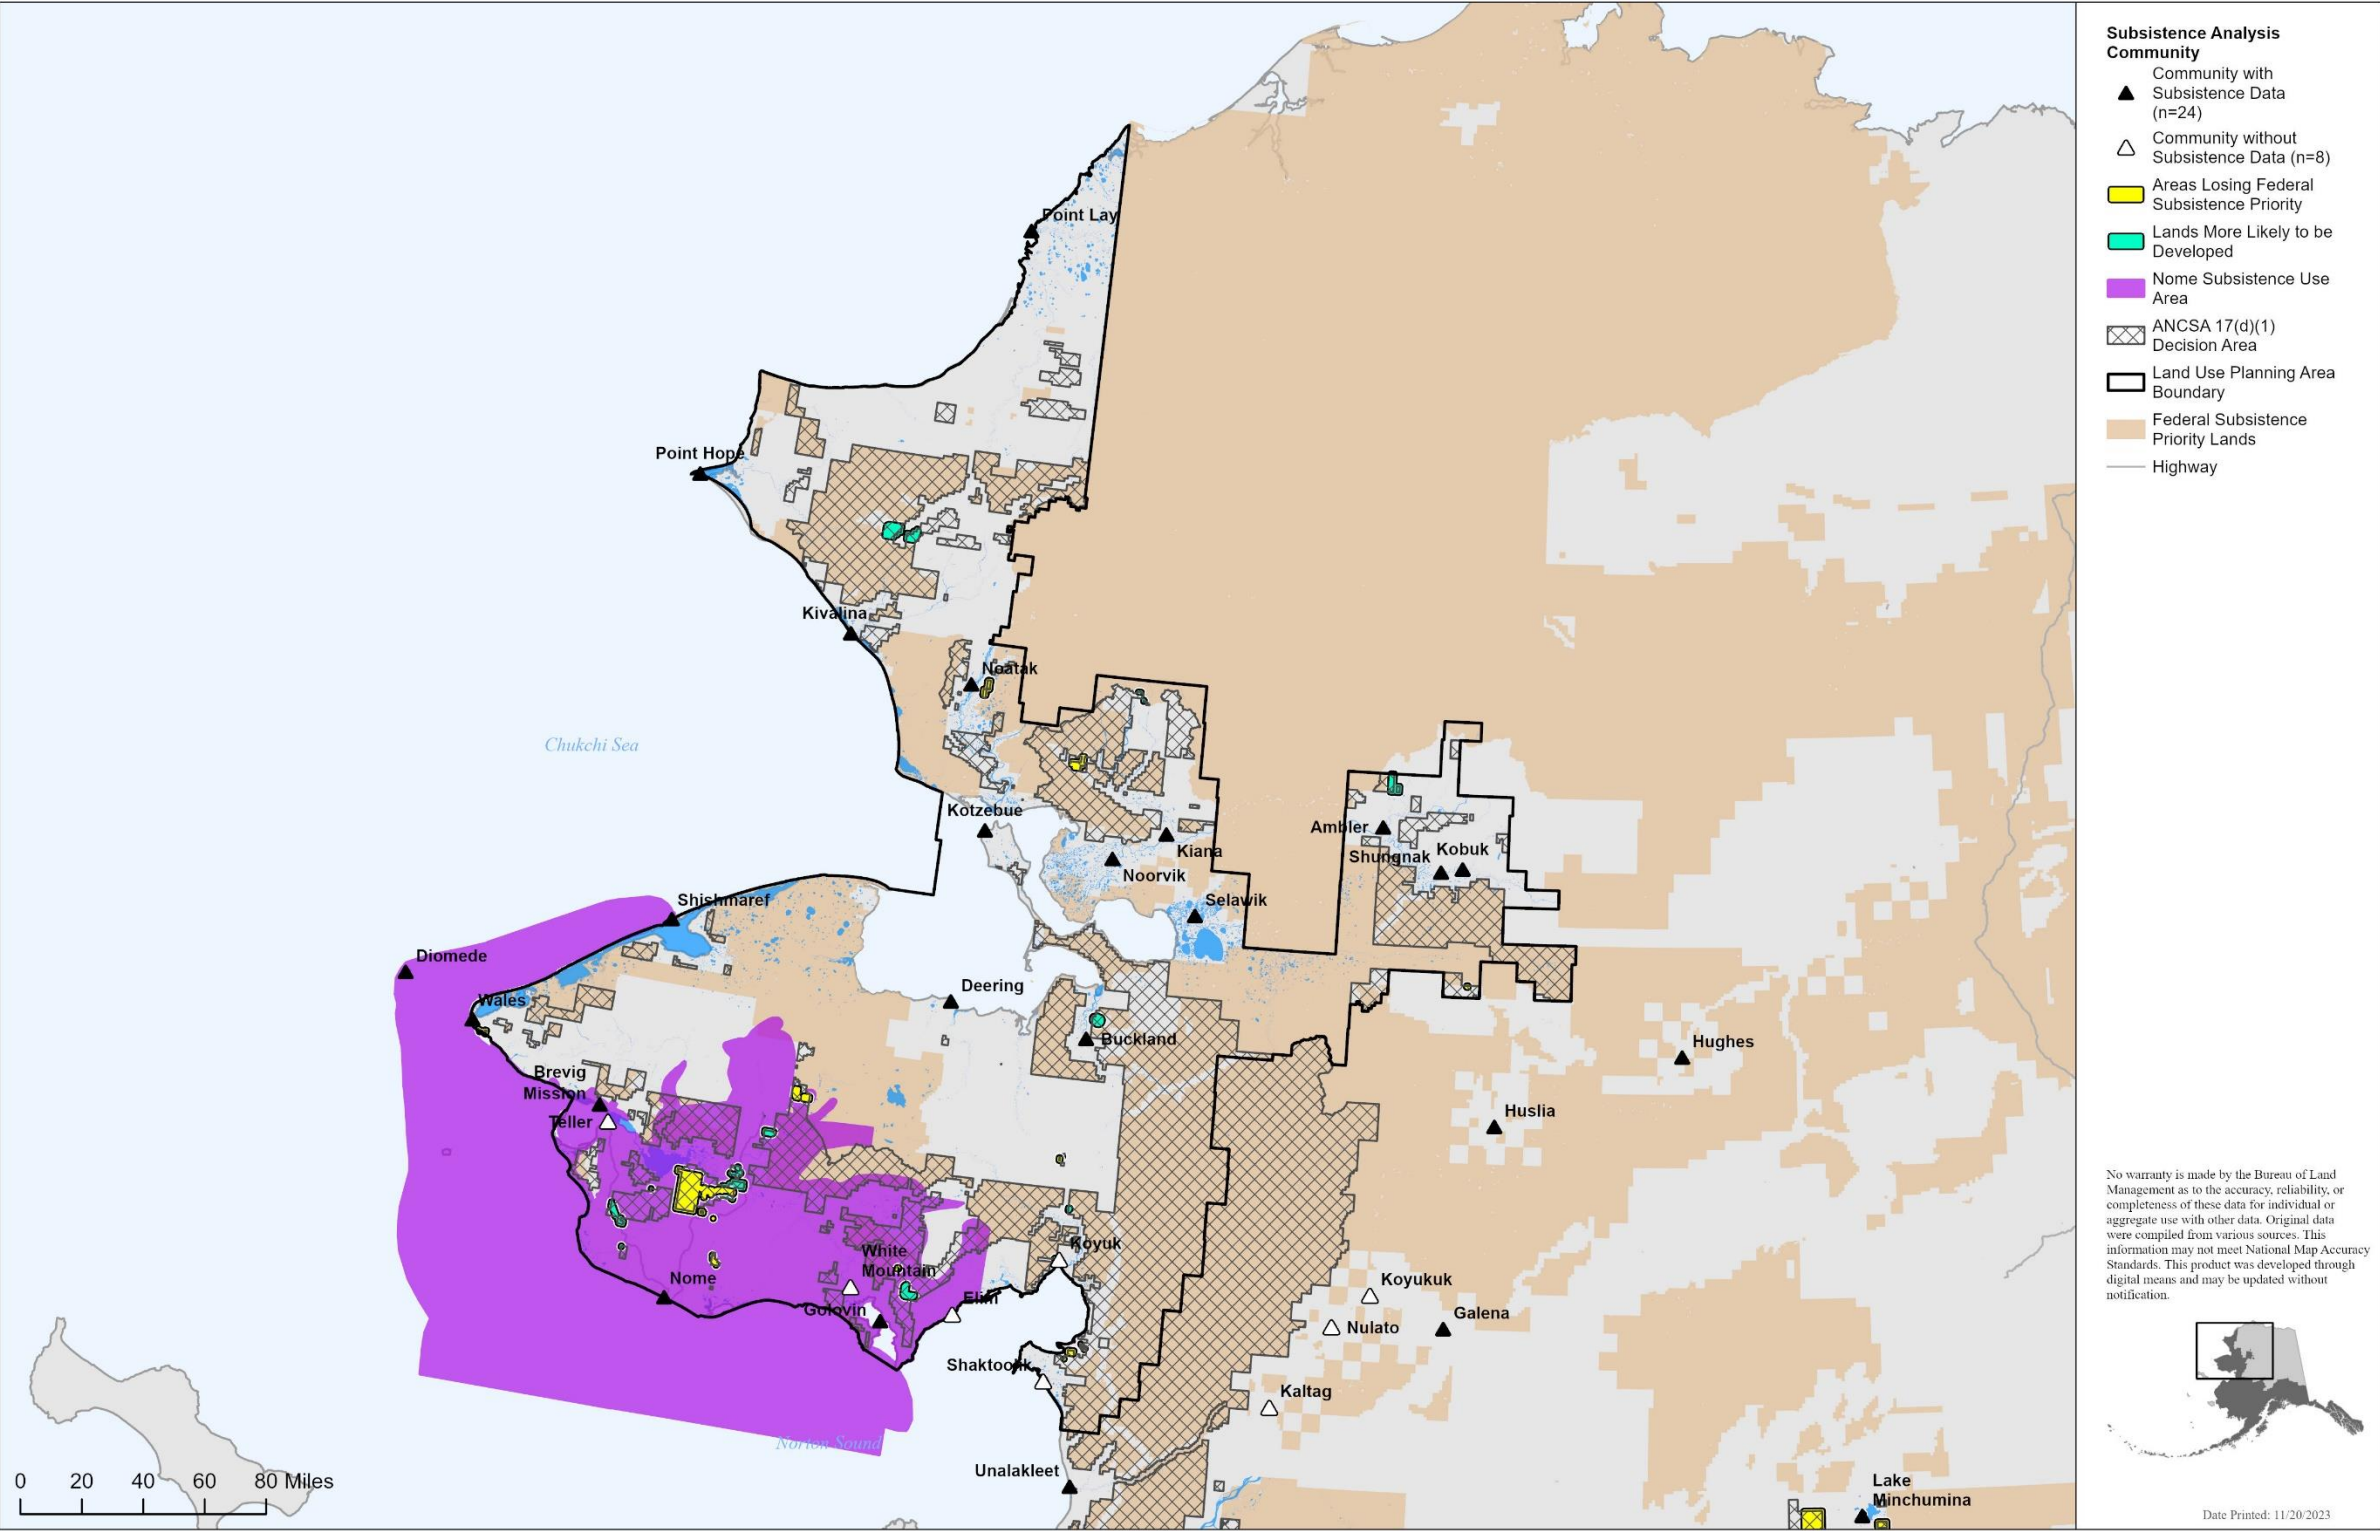 Point Lay
Point Hope
Kivalina
Noatak
Chukchi Sea
Kotzebue
Kiana
Noorvik
Selawik
Ambler
Shungnak
Kobuk
Shishmaref
Diomede
Wales
Deering
Buckland
Hughes
Brevig
Mission
Teller
Huslia
White
Mountain
Koyuk
Nome
Golovin
Elim
Koyukuk
Nulato
Galena
Shaktoolik
Kaltag
Norton Sound
Unalakleet
Lake
Minchumina
0 20 40 60 80 Miles
Subsistence Analysis
Community
Community with
Subsistence Data
(n=24)
Community without
Subsistence Data (n=8)
Areas Losing Federal
Subsistence Priority
Lands More Likely to be
Developed
Nome Subsistence Use
Area
ANCSA 17(d)(1)
Decision Area
Land Use Planning Area
Boundary
Federal Subsistence
Priority Lands
Highway
No warranty is made by the Bureau of Land
Management as to the accuracy, reliability, or
completeness of these data for individual or
aggregate use with other data. Original data
were compiled from various sources. This
information may not meet National Map Accuracy
Standards. This product was developed through
digital means and may be updated without
notification.
Date Printed: 11/20/2023